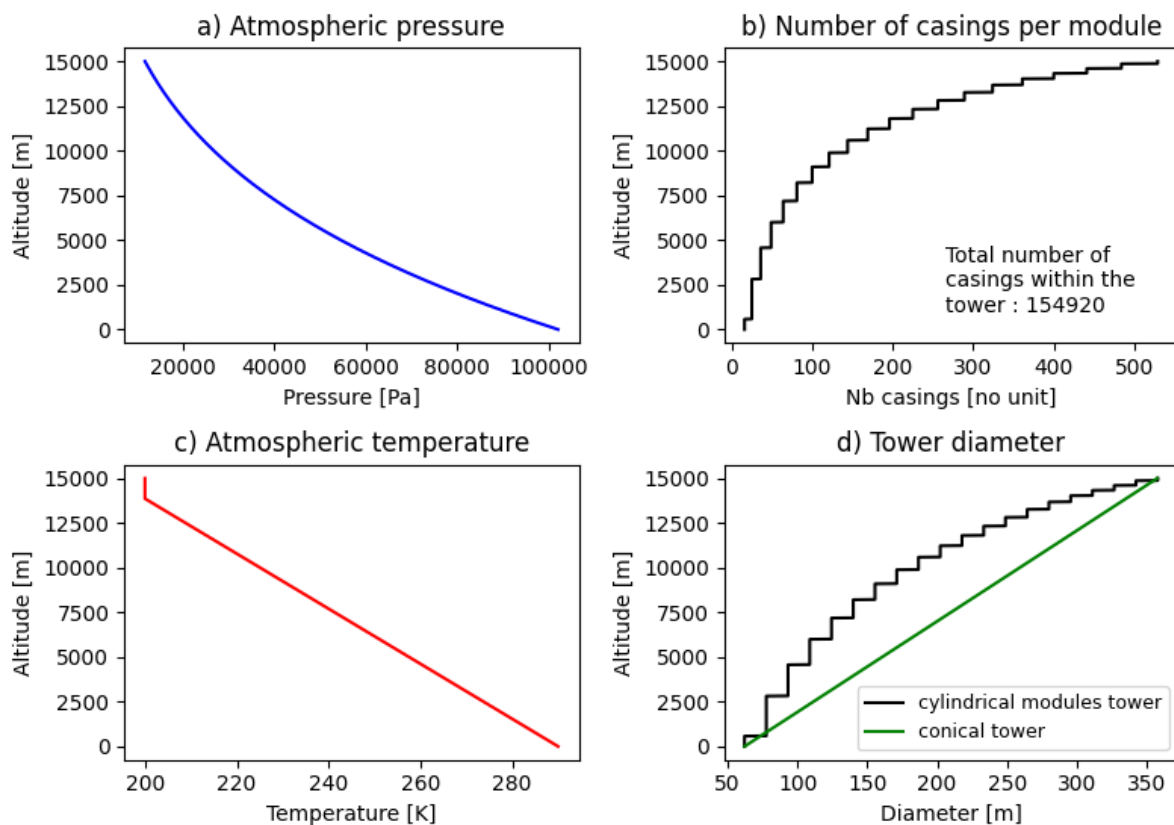 a) Atmospheric pressure
15000
12500
10000
7500
5000
2500
0
Altitude [m]
20000 40000 60000 80000 100000
Pressure [Pa]
b) Number of casings per module
15000
12500
10000
7500
5000
2500
0
Altitude [m]
Total number of
casings within the
tower : 154920
0 100 200 300 400 500
Nb casings [no unit]
c) Atmospheric temperature
15000
12500
10000
7500
5000
2500
0
Altitude [m]
200 220 240 260 280
Temperature [K]
d) Tower diameter
15000
12500
10000
7500
5000
2500
0
Altitude [m]
cylindrical modules tower
conical tower
50 100 150 200 250 300 350
Diameter [m]